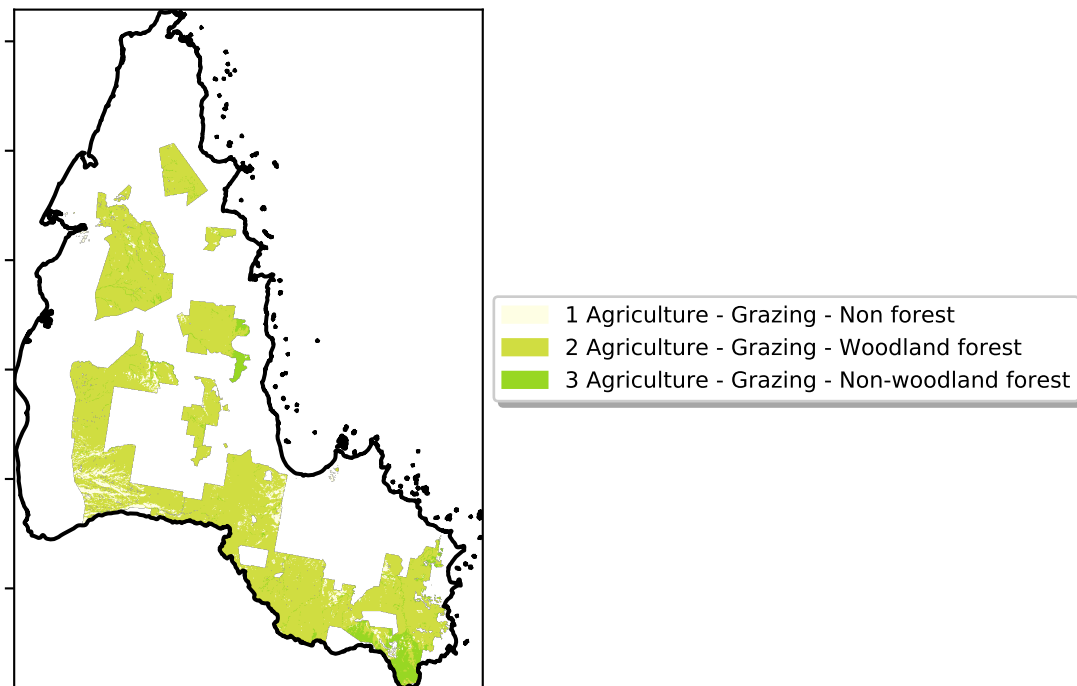 1 Agriculture - Grazing - Non forest
2 Agriculture - Grazing - Woodland forest
3 Agriculture - Grazing - Non-woodland forest